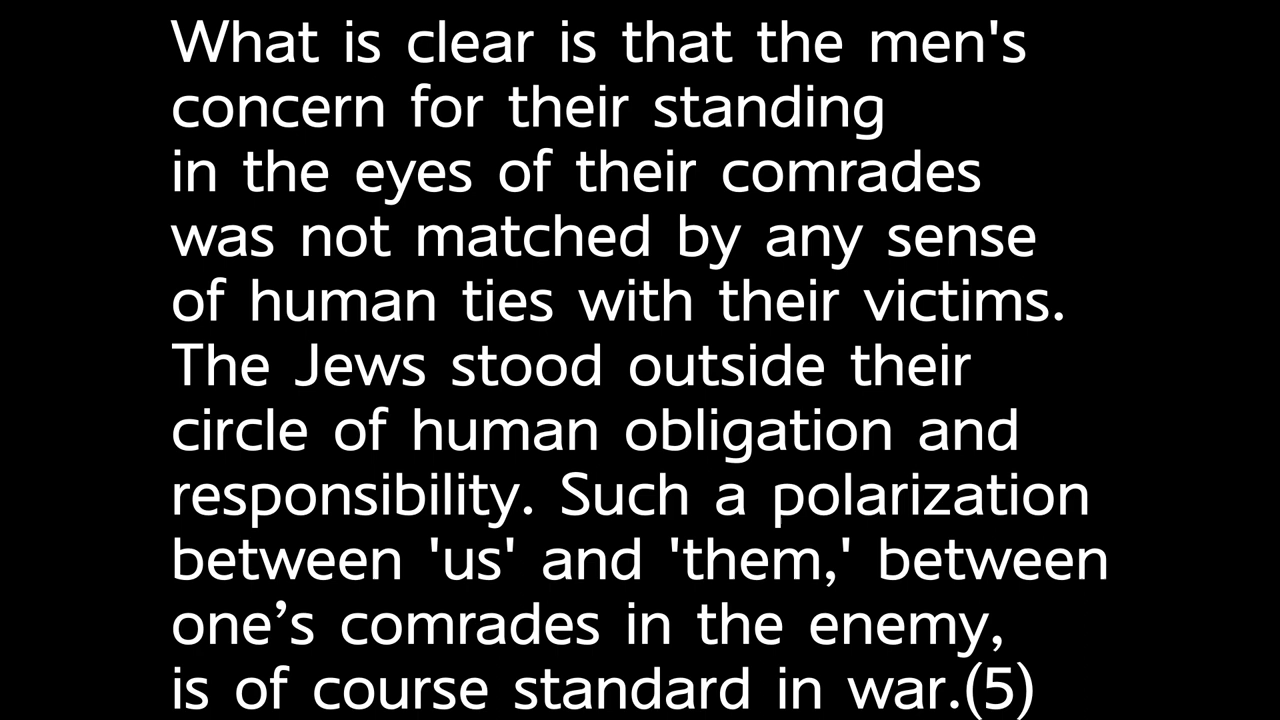 What is clear is that the men's
concern for their standing
in the eyes of their comrades
was not matched by any sense
of human ties with their victims.
The Jews stood outside their
circle of human obligation and
responsibility. Such a polarization
between 'us' and 'them,' between
one’s comrades in the enemy,
is of course standard in war.(5)